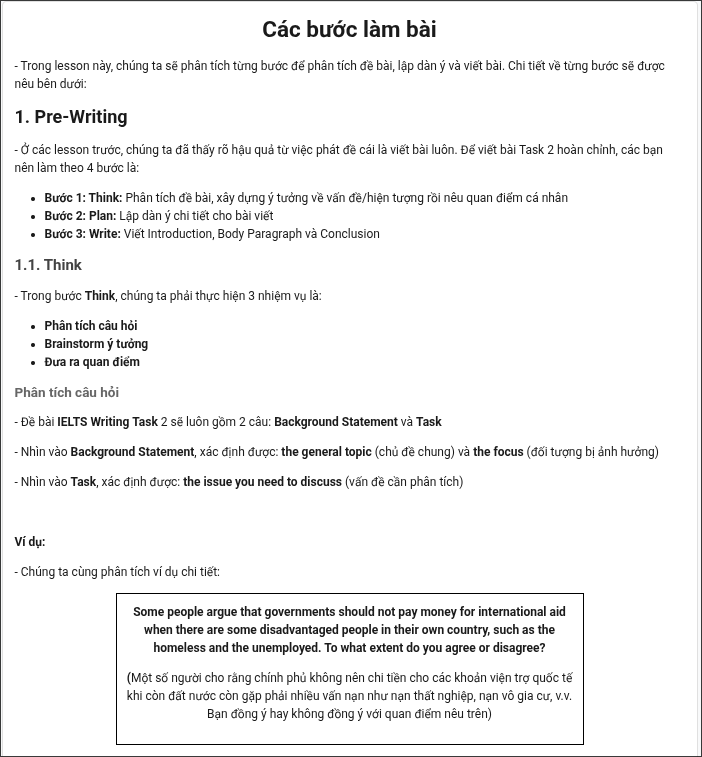 Các bước làm bài
- Trong lesson này, chúng ta sẽ phân tích từng bước để phân tích đề bài, lập dàn ý và viết bài. Chi tiết về từng bước sẽ được
nêu bên dưới:
1. Pre-Writing
- Ở các lesson trước, chúng ta đã thấy rõ hậu quả từ việc phát đề cái là viết bài luôn. Để viết bài Task 2 hoàn chỉnh, các bạn
nên làm theo 4 bước là:
• Bước 1: Think: Phân tích đề bài, xây dựng ý tưởng về vấn đề/hiện tượng rồi nêu quan điểm cá nhân
• Bước 2: Plan: Lập dàn ý chi tiết cho bài viết
• Bước 3: Write: Viết Introduction, Body Paragraph và Conclusion
1.1. Think
- Trong bước Think, chúng ta phải thực hiện 3 nhiệm vụ là:
• Phân tích câu hỏi
• Brainstorm ý tưởng
• Đưa ra quan điểm
Phân tích câu hỏi
- Đề bài IELTS Writing Task 2 sẽ luôn gồm 2 câu: Background Statement và Task
- Nhìn vào Background Statement, xác định được: the general topic (chủ đề chung) và the focus (đối tượng bị ảnh hưởng)
- Nhìn vào Task, xác định được: the issue you need to discuss (vấn đề cần phân tích)
Ví dụ:
- Chúng ta cùng phân tích ví dụ chi tiết:
Some people argue that governments should not pay money for international aid
when there are some disadvantaged people in their own country, such as the
homeless and the unemployed. To what extent do you agree or disagree?
(Một số người cho rằng chính phủ không nên chi tiền cho các khoản viện trợ quốc tế
khi còn đất nước còn gặp phải nhiều vấn nạn như nạn thất nghiệp, nạn vô gia cư, v.v.
Bạn đồng ý hay không đồng ý với quan điểm nêu trên)